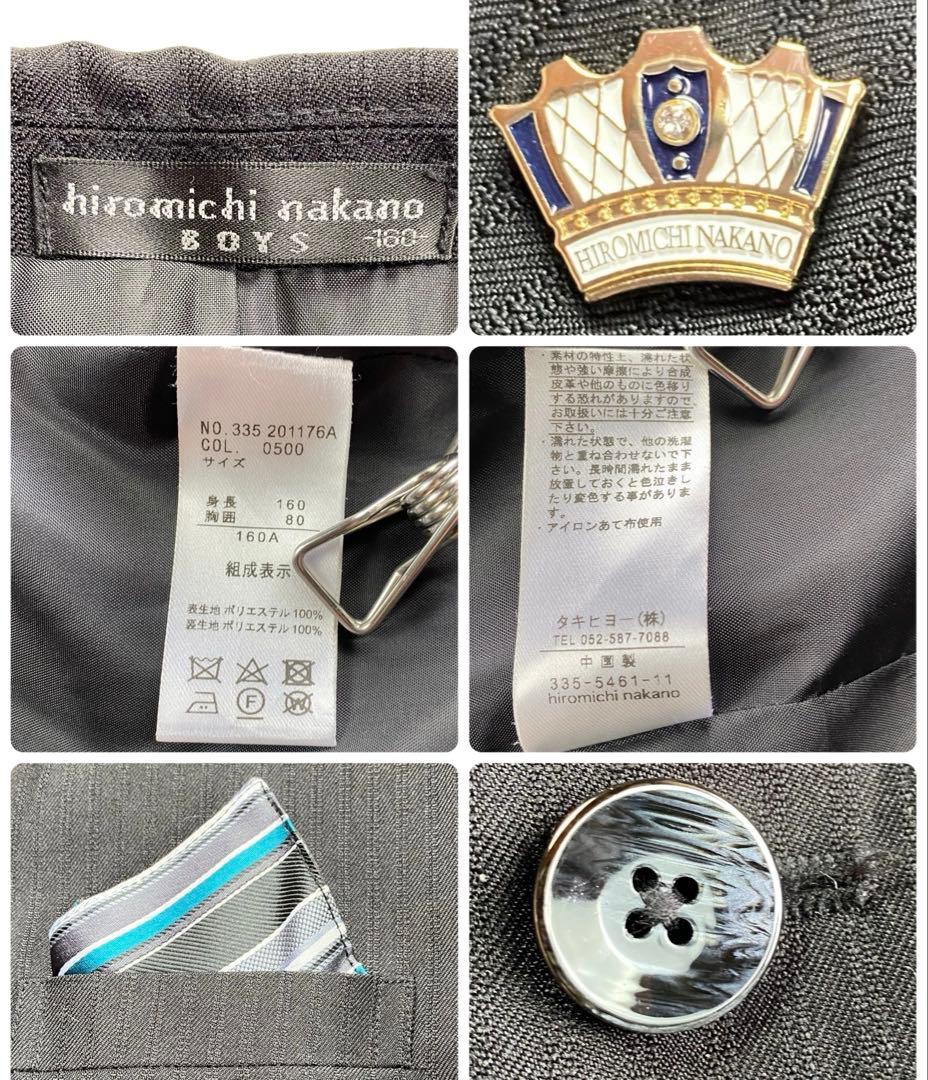 hiromichi nakano
BOYS -160-
HIROMICHI NAKANO
NO. 335 201176A
COL. 0500
サイズ
身長 160
胸囲 80
160A
組成表示
表生地 ポリエステル 100%
裏生地 ポリエステル 100%
F
W
・素材の特性上、濡れた状
態や強い摩擦により合成
皮革や他のものに色移り
する恐れがありますので、
お取扱いには十分ご注意
下さい。
・濡れた状態で、他の洗濯
物と重ね合わせないで下
さい。長時間濡れたまま
放置しておくと色泣きし
たり変色する事がありま
す。
・アイロンあて布使用
タキヒヨー(株)
TEL 052-587-7088
中国製
335-5461-11
hiromichi nakano